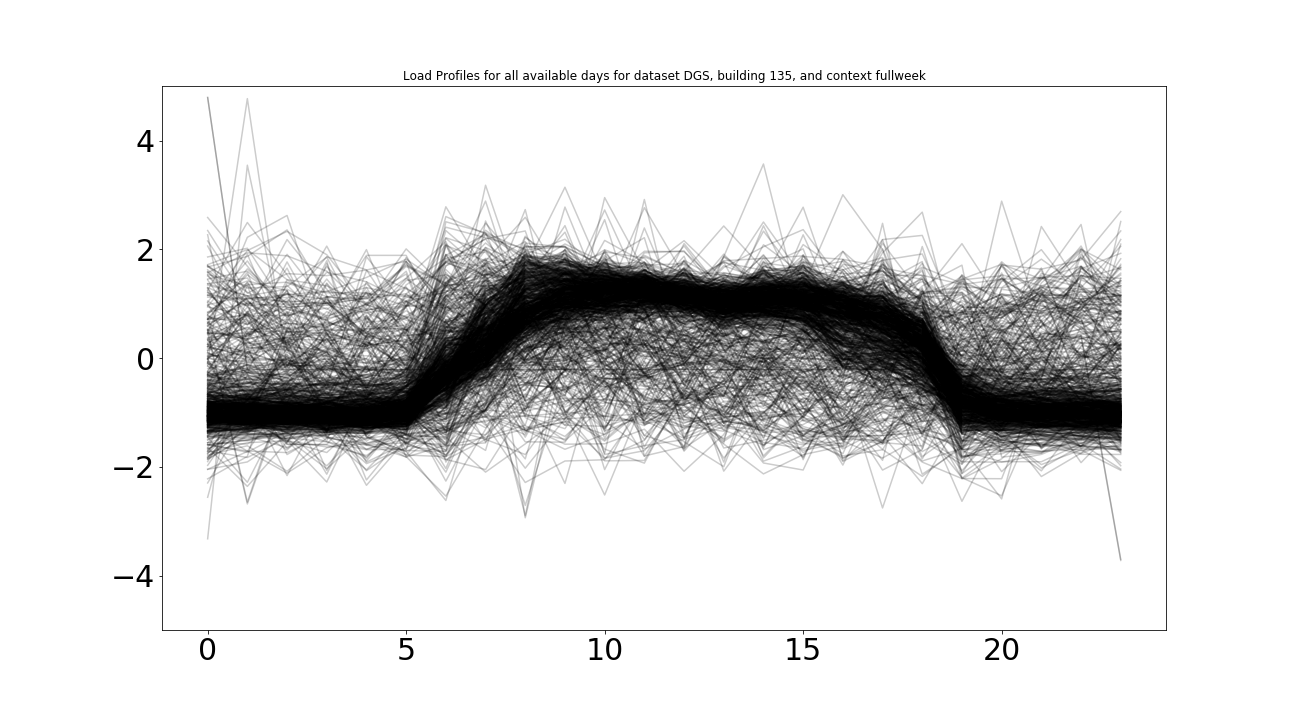 Load Profiles for all available days for dataset DGS, building 135, and context fullweek
4
2
0
−2
−4
0 5 10 15 20